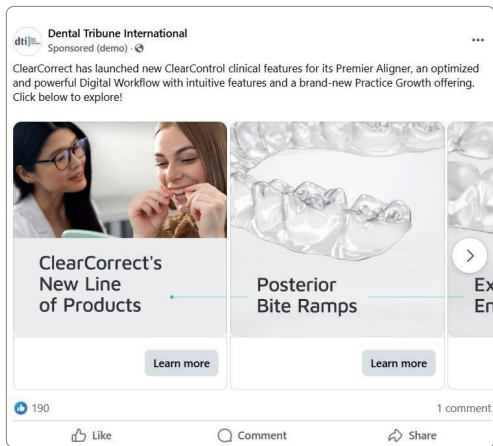 dti
Dental Tribune International
Sponsored (demo) ·
ClearCorrect has launched new ClearControl clinical features for its Premier Aligner, an optimized
and powerful Digital Workflow with intuitive features and a brand-new Practice Growth offering.
Click below to explore!
ClearCorrect's
New Line
of Products
Posterior
Bite Ramps
Ex
En
Learn more
Learn more
190
1 comment
Like
Comment
Share